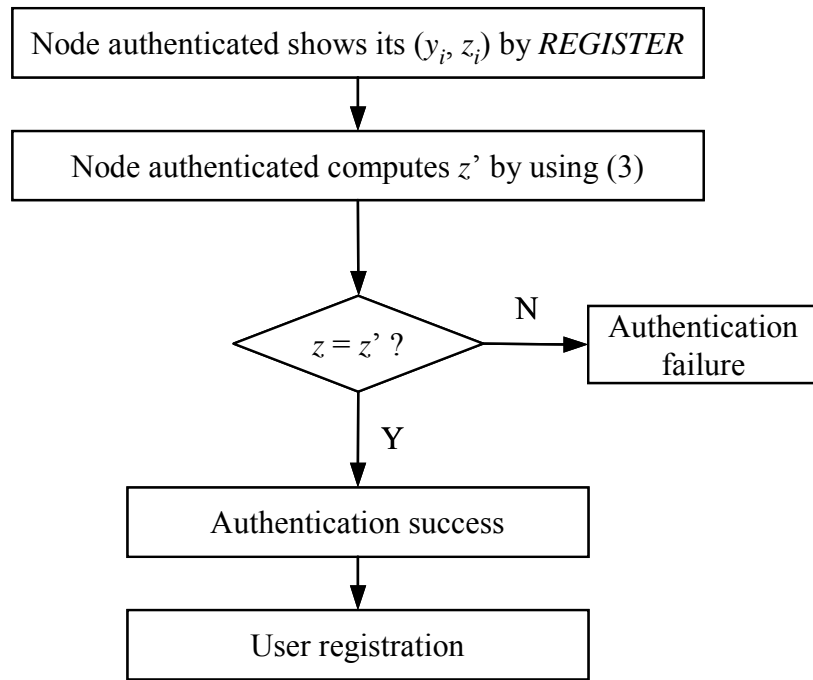 Node authenticated shows its (yᵢ, zᵢ) by REGISTER
Node authenticated computes z’ by using (3)
z = z’ ?
N
Authentication
failure
Y
Authentication success
User registration